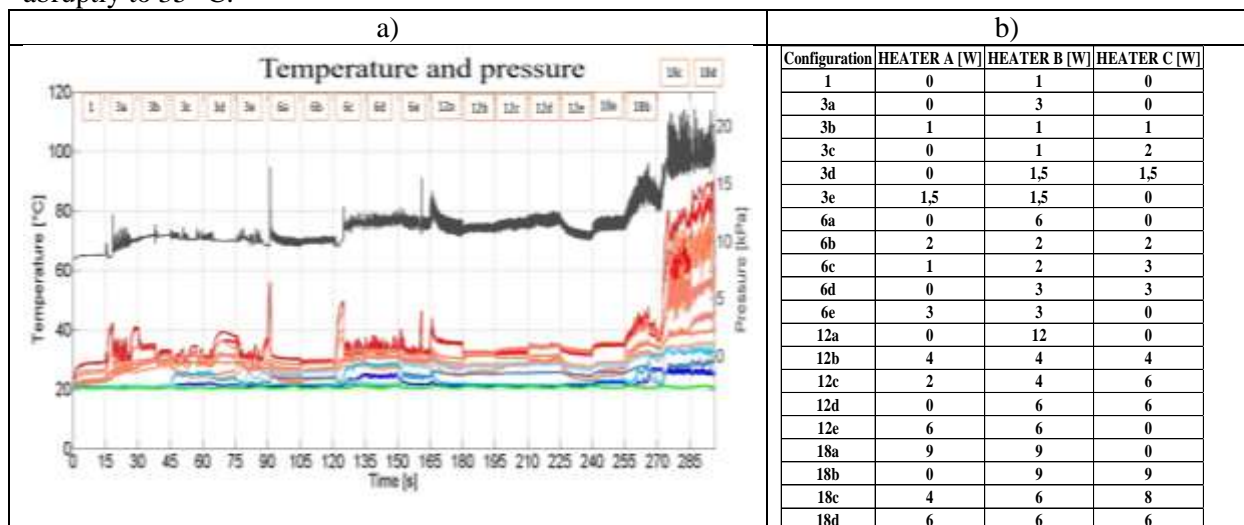 abruptly to 55 °C.
a)
b)
Temperature and pressure
18c 18d
120
1 3a 3b 3c 3d 3e 6a 6b 6c 6d 6e 12a 12b 12c 12d 12e 18a 18b
20
100
15
80
10
60
5
40
0
20
0
Temperature [°C]
Pressure [kPa]
0 15 30 45 60 75 90 105 120 135 150 165 180 195 210 225 240 255 270 285
Time [s]
Configuration HEATER A [W] HEATER B [W] HEATER C [W]
1 0 1 0
3a 0 3 0
3b 1 1 1
3c 0 1 2
3d 0 1,5 1,5
3e 1,5 1,5 0
6a 0 6 0
6b 2 2 2
6c 1 2 3
6d 0 3 3
6e 3 3 0
12a 0 12 0
12b 4 4 4
12c 2 4 6
12d 0 6 6
12e 6 6 0
18a 9 9 0
18b 0 9 9
18c 4 6 8
18d 6 6 6